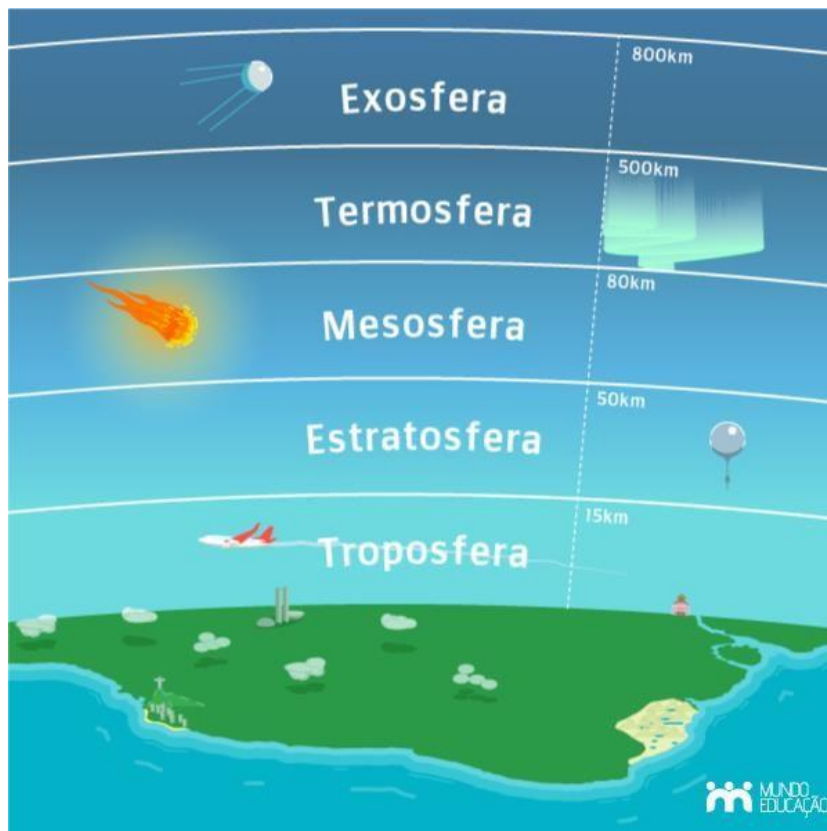 800km
Exosfera
500km
Termosfera
80km
Mesosfera
50km
Estratosfera
15km
Troposfera
MUNDO
EDUCAÇÃO